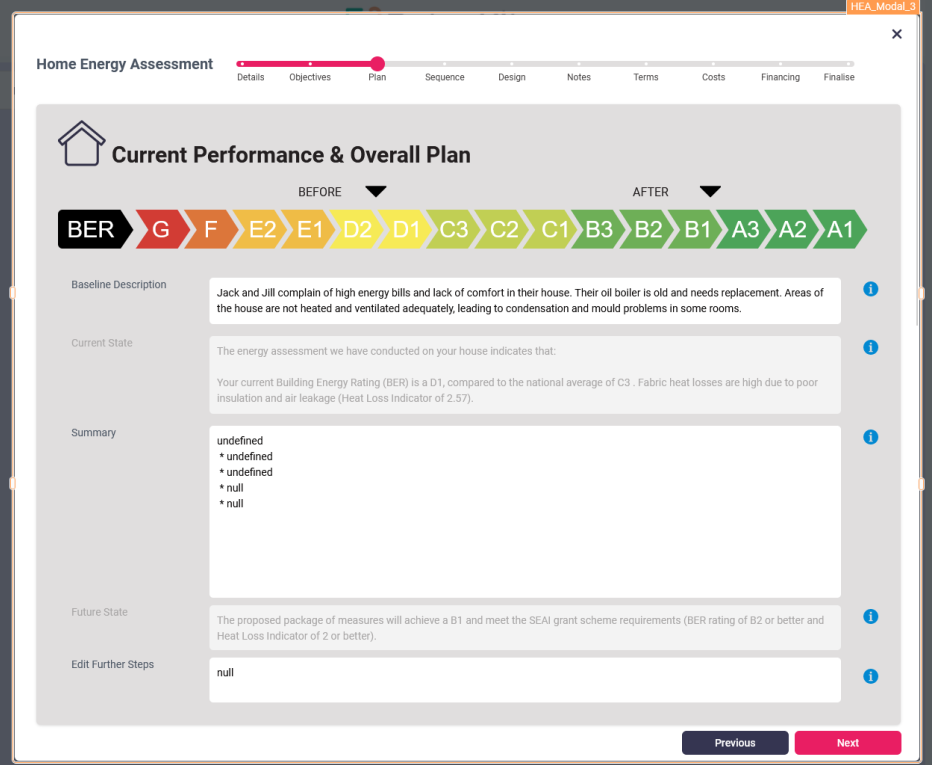 HEA_Modal_3
Home Energy Assessment
Details Objectives Plan Sequence Design Notes Terms Costs Financing Finalise
Current Performance & Overall Plan
BEFORE AFTER
BER G F E2 E1 D2 D1 C3 C2 C1 B3 B2 B1 A3 A2 A1
Baseline Description
Jack and Jill complain of high energy bills and lack of comfort in their house. Their oil boiler is old and needs replacement. Areas of
the house are not heated and ventilated adequately, leading to condensation and mould problems in some rooms.
Current State
The energy assessment we have conducted on your house indicates that:
Your current Building Energy Rating (BER) is a D1, compared to the national average of C3 . Fabric heat losses are high due to poor
insulation and air leakage (Heat Loss Indicator of 2.57).
Summary
undefined
* undefined
* undefined
* null
* null
Future State
The proposed package of measures will achieve a B1 and meet the SEAI grant scheme requirements (BER rating of B2 or better and
Heat Loss Indicator of 2 or better).
Edit Further Steps
null
Previous Next